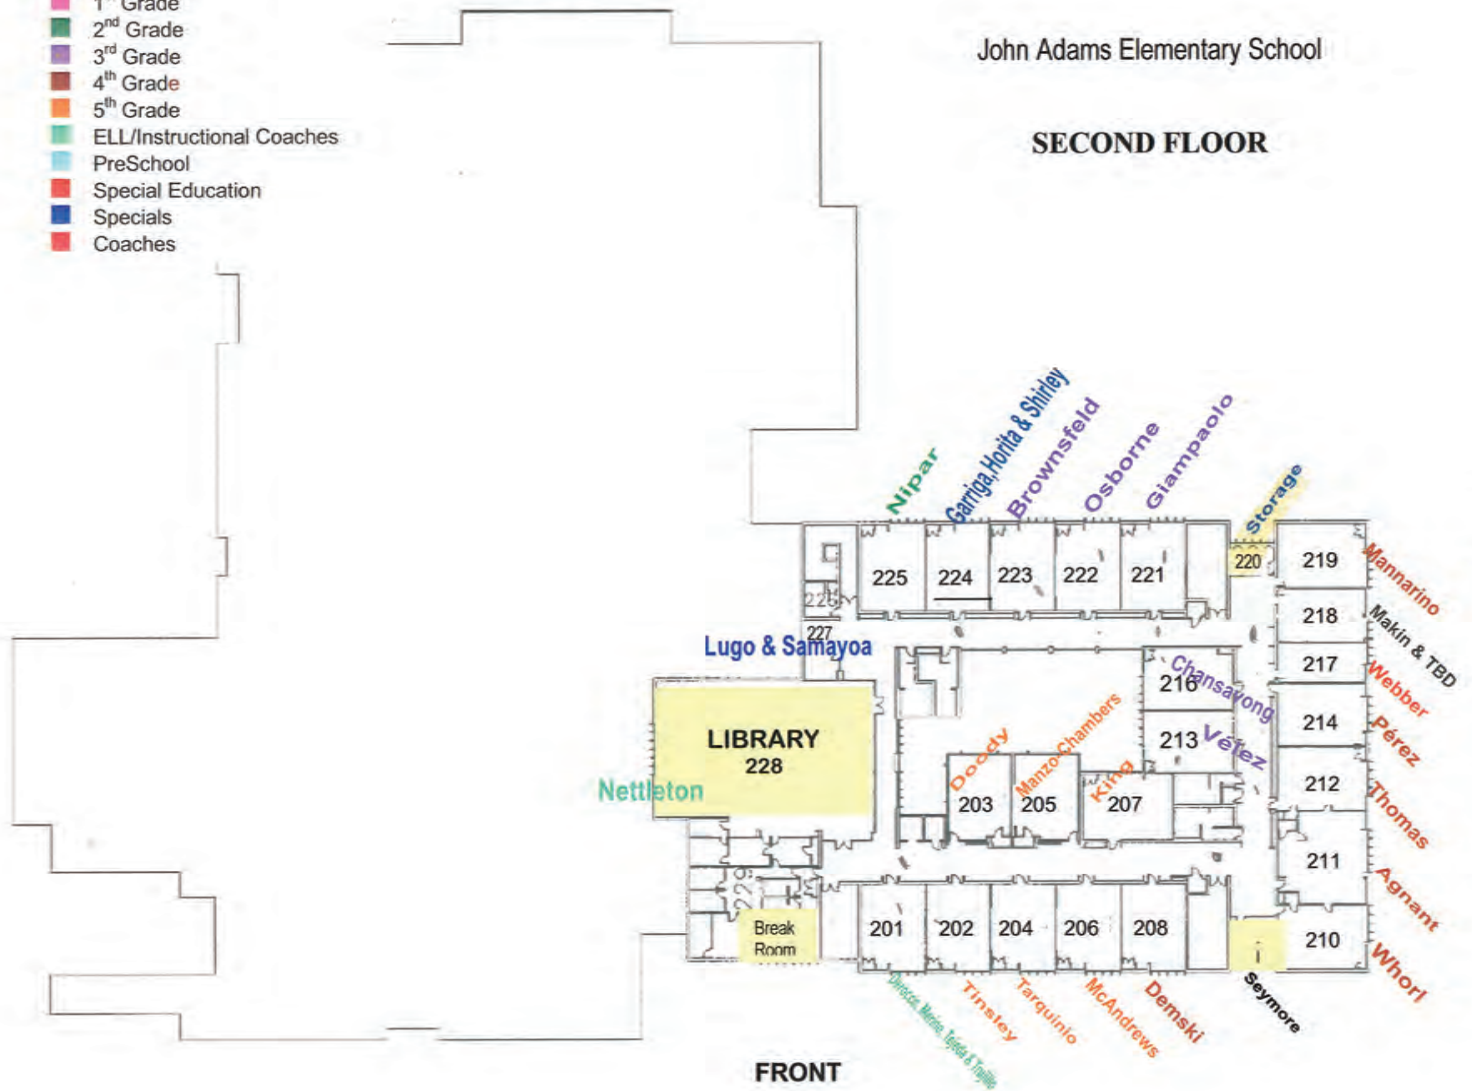 1st Grade
2nd Grade
3rd Grade
4th Grade
5th Grade
ELL/Instructional Coaches
PreSchool
Special Education
Specials
Coaches
John Adams Elementary School
SECOND FLOOR
Nipar
Garriga,Horita & Shirley
Brownsfeld
Osborne
Giampaolo
Storage
225
224
223
222
221
220
219
Mannarino
218
Makin & TBD
227
Lugo & Samayoa
217
Webber
216
Chansavong
214
Pérez
213
Vélez
LIBRARY
228
Nettleton
Doody
203
Manzo-Chambers
205
King
207
212
Thomas
211
Agnant
229
Break
Room
201
202
204
206
208
210
Whorl
Tinsley
Tarquinio
McAndrews
Demski
Seymore
FRONT